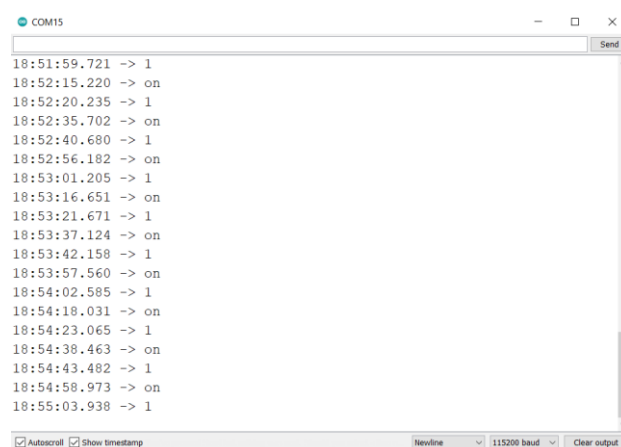 COM15
Send
18:51:59.721 -> 1
18:52:15.220 -> on
18:52:20.235 -> 1
18:52:35.702 -> on
18:52:40.680 -> 1
18:52:56.182 -> on
18:53:01.205 -> 1
18:53:16.651 -> on
18:53:21.671 -> 1
18:53:37.124 -> on
18:53:42.158 -> 1
18:53:57.560 -> on
18:54:02.585 -> 1
18:54:18.031 -> on
18:54:23.065 -> 1
18:54:38.463 -> on
18:54:43.482 -> 1
18:54:58.973 -> on
18:55:03.938 -> 1
Autoscroll Show timestamp Newline 115200 baud Clear output